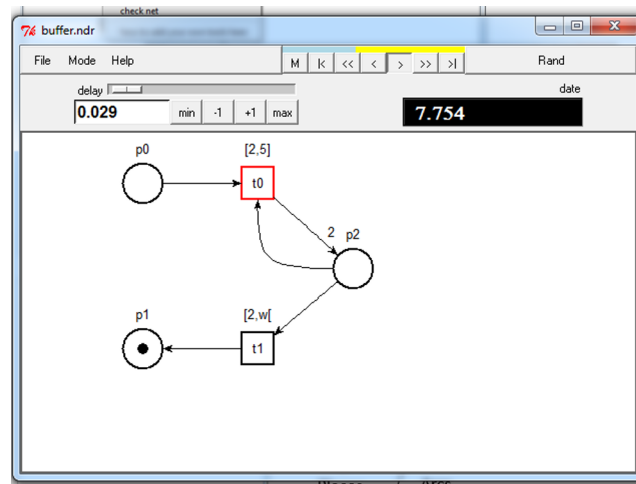 check net
7% buffer.ndr
File Mode Help M |< << < > >> >| Rand
delay date
0.029 min -1 +1 max 7.754
p0 [2,5]
t0
2 p2
p1 [2,w[
t1